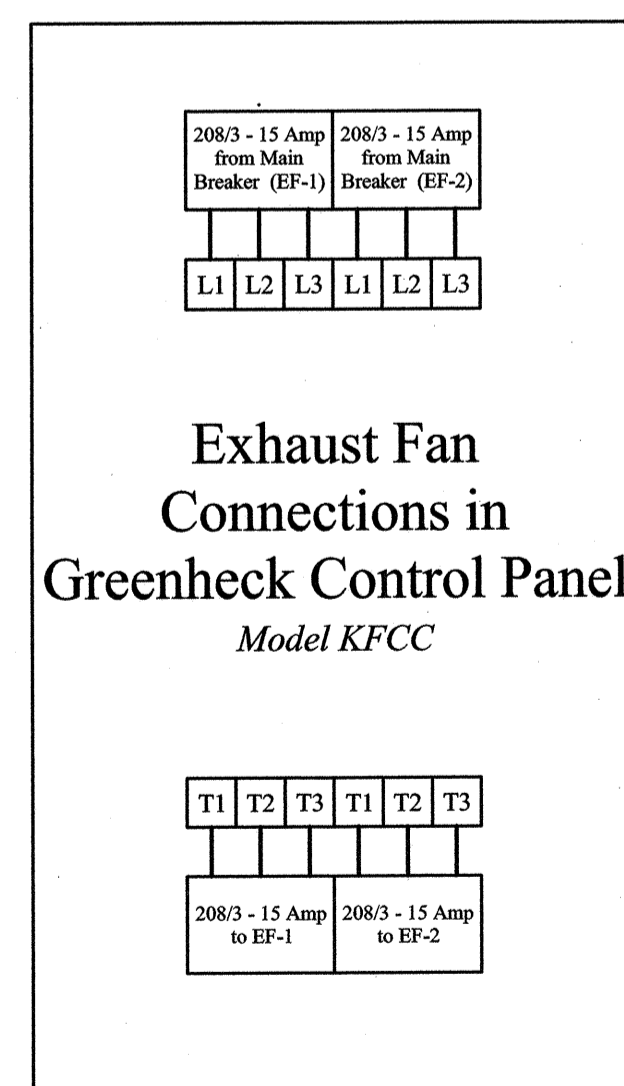 208/3 - 15 Amp from Main Breaker (EF-1)
208/3 - 15 Amp from Main Breaker (EF-2)
L1 L2 L3 L1 L2 L3
Exhaust Fan
Connections in
Greenheck Control Panel
Model KFCC
T1 T2 T3 T1 T2 T3
208/3 - 15 Amp to EF-1
208/3 - 15 Amp to EF-2